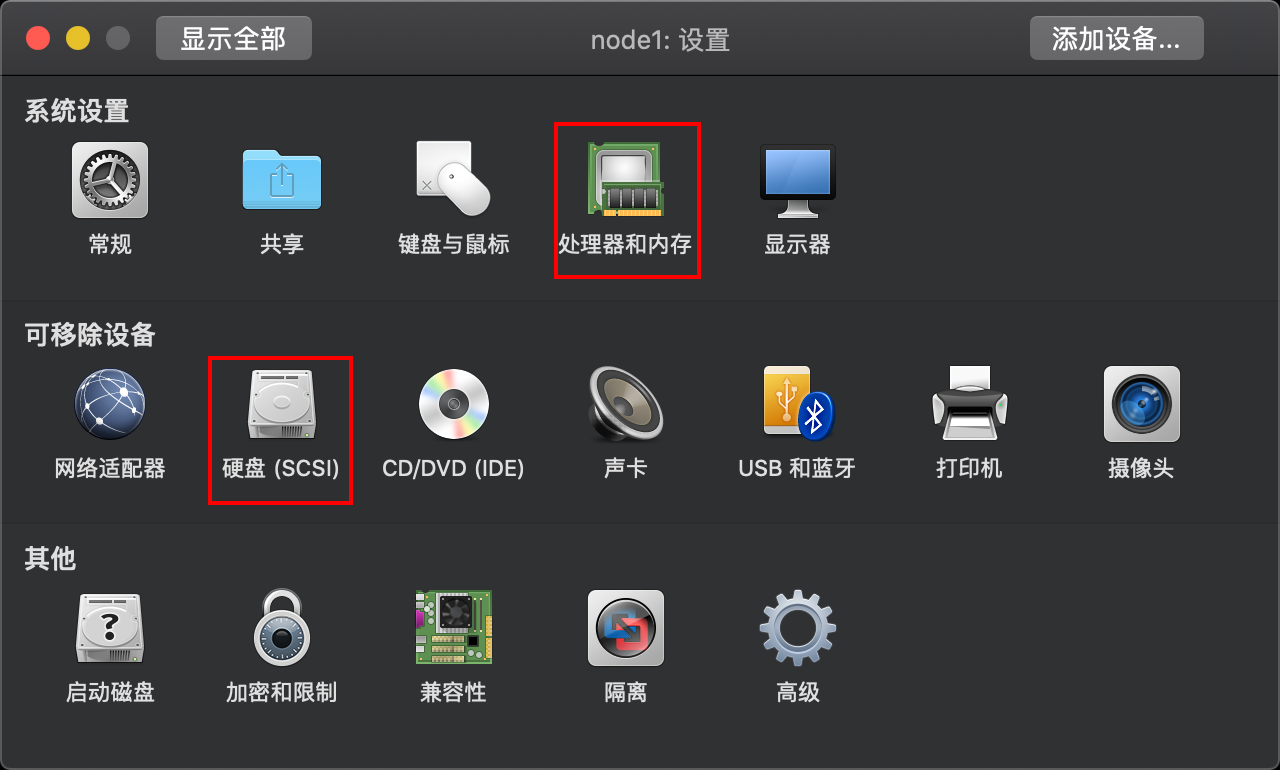 显示全部
node1: 设置
添加设备...
系统设置
常规
共享
键盘与鼠标
处理器和内存
显示器
可移除设备
网络适配器
硬盘 (SCSI)
CD/DVD (IDE)
声卡
USB 和蓝牙
打印机
摄像头
其他
?
启动磁盘
加密和限制
兼容性
隔离
高级